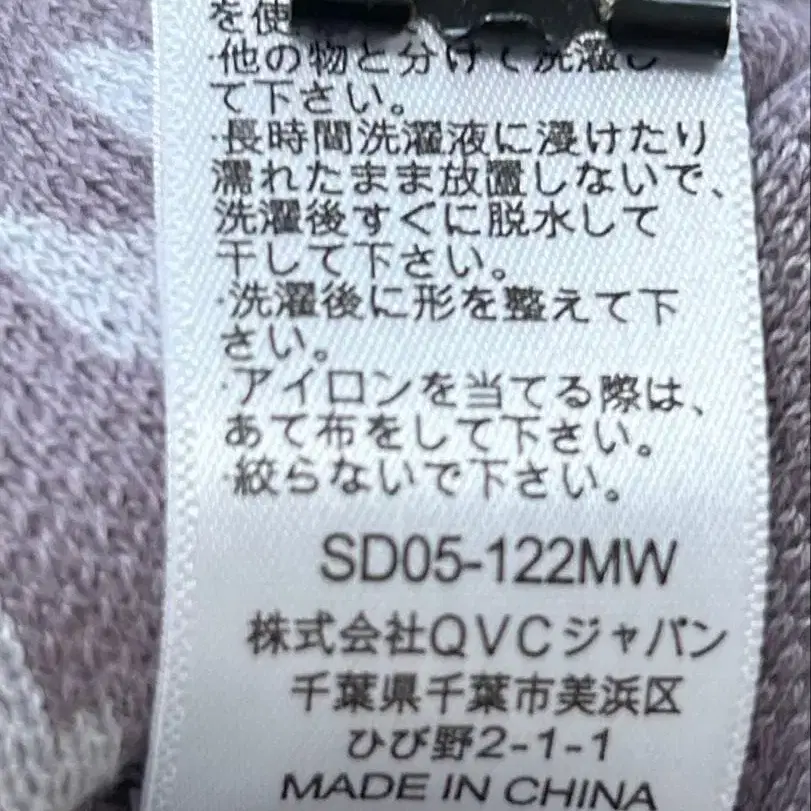 を使
・他の物と分けて洗濯し
て下さい。
・長時間洗濯液に浸けたり
濡れたまま放置しないで、
洗濯後すぐに脱水して
干して下さい。
・洗濯後に形を整えて下
さい。
・アイロンを当てる際は、
あて布をして下さい。
・絞らないで下さい。
SD05-122MW
株式会社QVCジャパン
千葉県千葉市美浜区
ひび野2-1-1
MADE IN CHINA